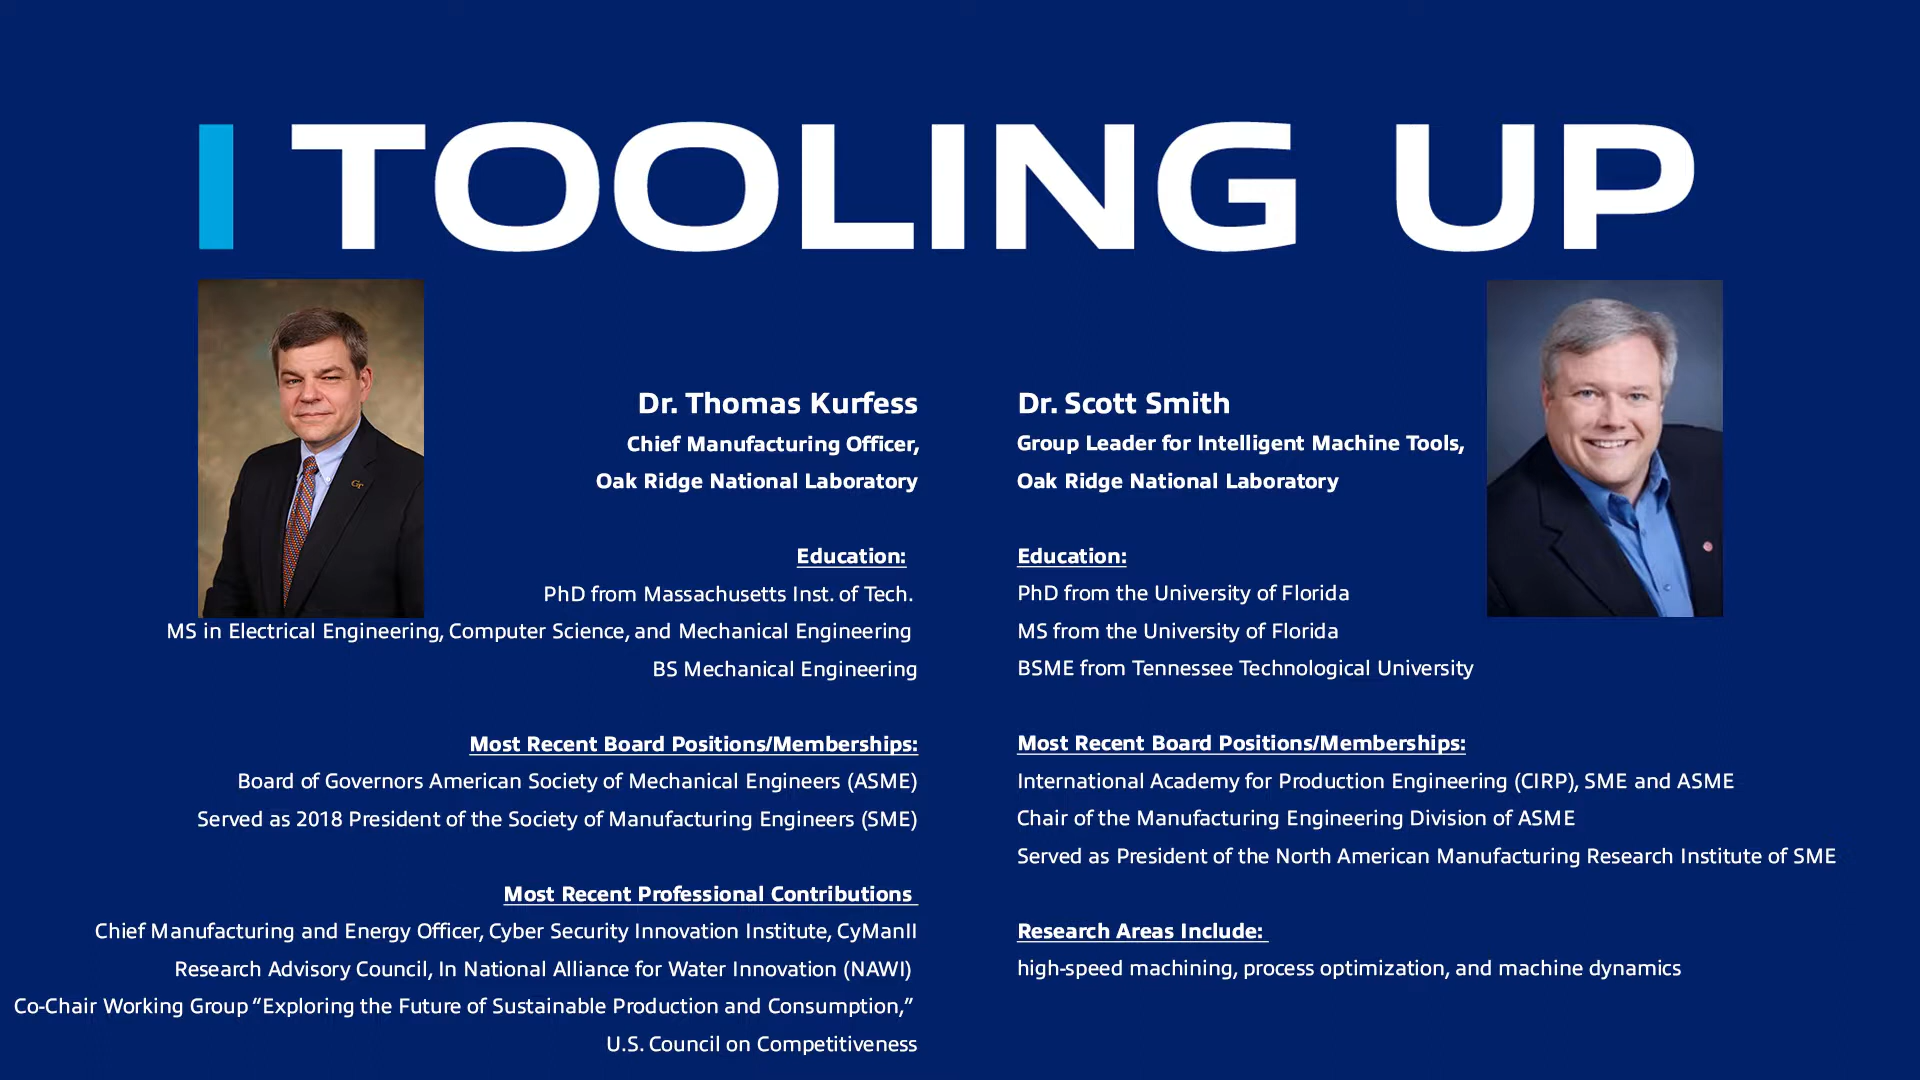 TOOLING UP
Dr. Thomas Kurfess
Chief Manufacturing Officer,
Oak Ridge National Laboratory
Education:
PhD from Massachusetts Inst. of Tech.
MS in Electrical Engineering, Computer Science, and Mechanical Engineering
BS Mechanical Engineering
Most Recent Board Positions/Memberships:
Board of Governors American Society of Mechanical Engineers (ASME)
Served as 2018 President of the Society of Manufacturing Engineers (SME)
Most Recent Professional Contributions
Chief Manufacturing and Energy Officer, Cyber Security Innovation Institute, CyManII
Research Advisory Council, In National Alliance for Water Innovation (NAWI)
Co-Chair Working Group “Exploring the Future of Sustainable Production and Consumption,”
U.S. Council on Competitiveness
Dr. Scott Smith
Group Leader for Intelligent Machine Tools,
Oak Ridge National Laboratory
Education:
PhD from the University of Florida
MS from the University of Florida
BSME from Tennessee Technological University
Most Recent Board Positions/Memberships:
International Academy for Production Engineering (CIRP), SME and ASME
Chair of the Manufacturing Engineering Division of ASME
Served as President of the North American Manufacturing Research Institute of SME
Research Areas Include:
high-speed machining, process optimization, and machine dynamics